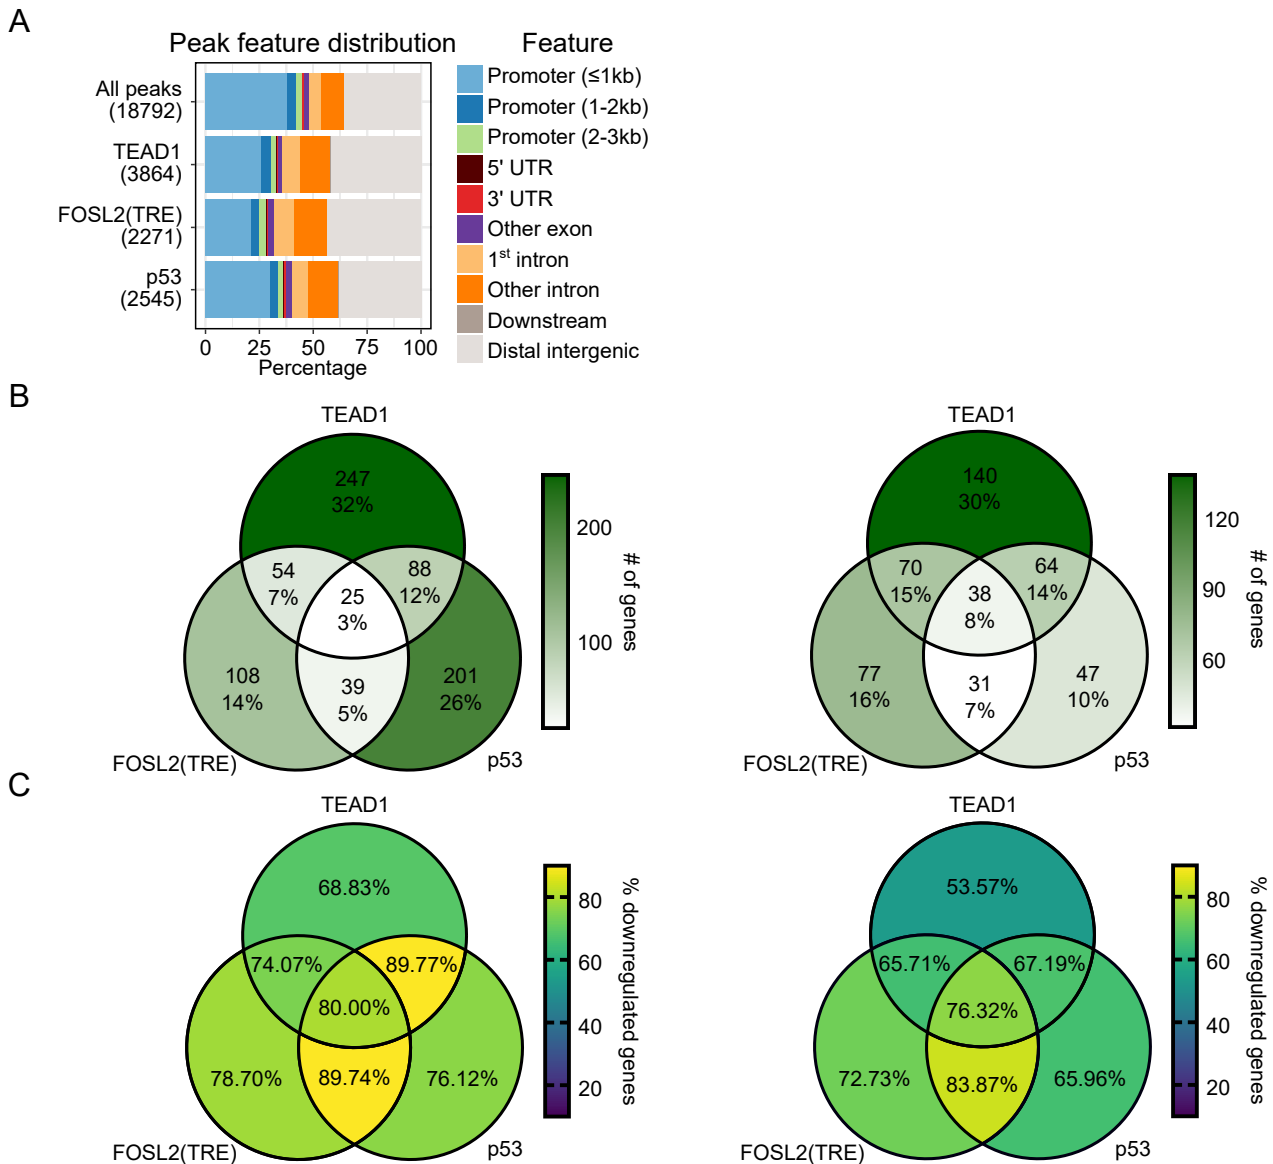 A
Peak feature distribution
Feature
All peaks
(18792)
TEAD1
(3864)
FOSL2(TRE)
(2271)
p53
(2545)
0 25 50 75 100
Percentage
Promoter (≤1kb)
Promoter (1-2kb)
Promoter (2-3kb)
5' UTR
3' UTR
Other exon
1st intron
Other intron
Downstream
Distal intergenic
B
TEAD1
247
32%
54
7%
88
12%
25
3%
108
14%
39
5%
201
26%
FOSL2(TRE)
p53
200
100
# of genes
TEAD1
140
30%
70
15%
64
14%
38
8%
77
16%
31
7%
47
10%
FOSL2(TRE)
p53
120
90
60
# of genes
C
TEAD1
68.83%
74.07%
89.77%
80.00%
78.70%
89.74%
76.12%
FOSL2(TRE)
p53
80
60
40
20
% downregulated genes
TEAD1
53.57%
65.71%
67.19%
76.32%
72.73%
83.87%
65.96%
FOSL2(TRE)
p53
80
60
40
20
% downregulated genes